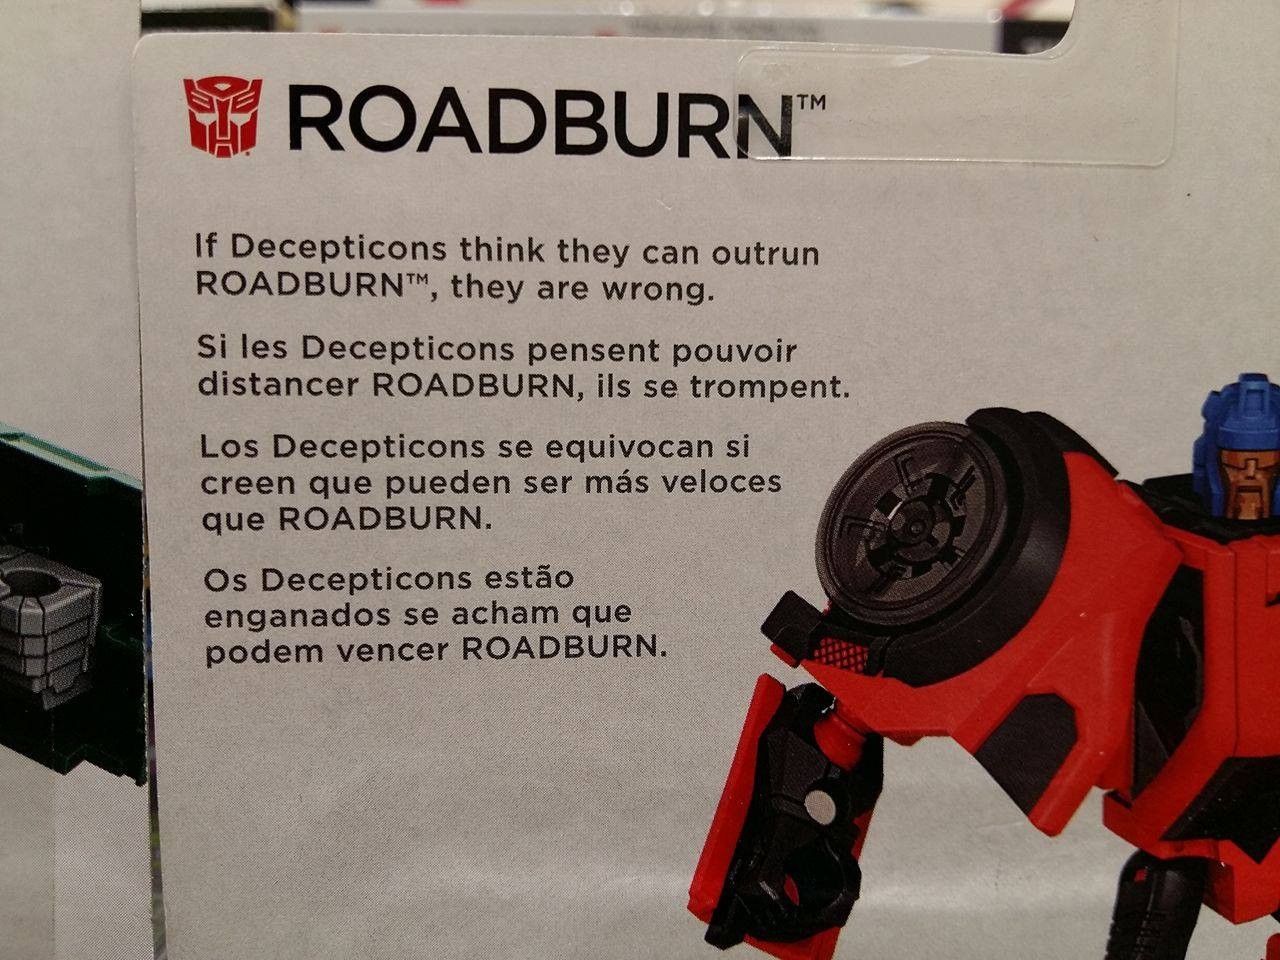 ROADBURN™
If Decepticons think they can outrun
ROADBURN™, they are wrong.
Si les Decepticons pensent pouvoir
distancer ROADBURN, ils se trompent.
Los Decepticons se equivocan si
creen que pueden ser más veloces
que ROADBURN.
Os Decepticons estão
enganados se acham que
podem vencer ROADBURN.